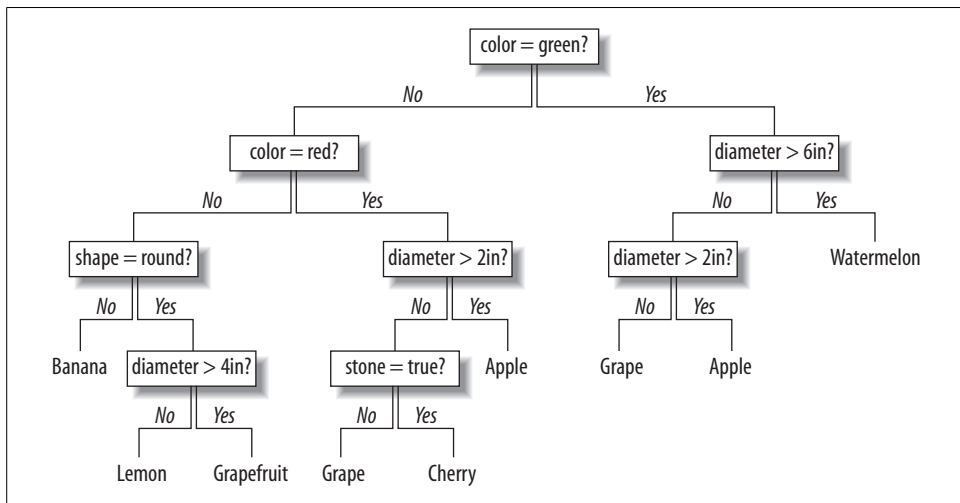 color = green?
No
Yes
color = red?
diameter > 6in?
No
Yes
No
Yes
shape = round?
diameter > 2in?
diameter > 2in?
Watermelon
No
Yes
No
Yes
No
Yes
Banana
diameter > 4in?
stone = true?
Apple
Grape
Apple
No
Yes
No
Yes
Lemon
Grapefruit
Grape
Cherry